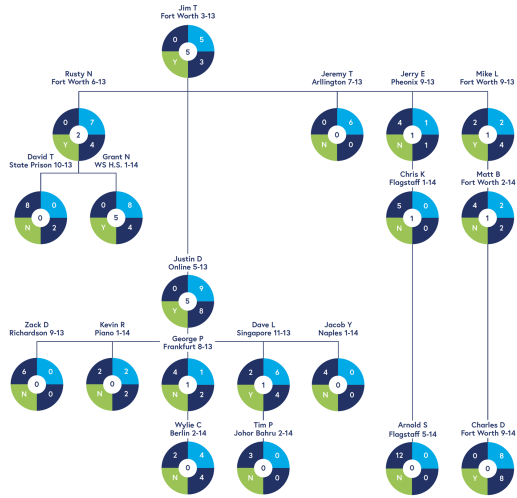 Jim T
Fort Worth 3-13
0 5
5
Y 3
Rusty N
Fort Worth 6-13
0 7
2
Y 4
Jeremy T
Arllington 7-13
0 6
0
N 0
Jerry E
Pheonix 9-13
4 1
1
N 1
Mike L
Fort Worth 9-13
2 2
1
Y 4
David T
State Prison 10-13
8 0
0
N 2
Grant N
WS H.S. 1-14
0 8
5
Y 4
Chris K
Flagstaff 1-14
5 0
1
N 0
Matt B
Fort Worth 2-14
4 0
1
N 2
Justin D
Online 5-13
0 9
5
Y 8
Zack D
Richardson 9-13
6 0
0
N 0
Kevin R
Plano 1-14
2 2
0
N 2
George P
Frankfurt 8-13
4 1
1
N 2
Dave L
Singapore 11-13
2 6
1
Y 4
Jacob Y
Naples 1-14
4 0
0
N 0
Wylie C
Berlin 2-14
2 4
0
N 4
Tim P
Johor Bahru 2-14
3 0
0
N 0
Arnold S
Flagstaff 5-14
12 0
0
N 0
Charles D
Fort Worth 9-14
0 8
0
Y 8